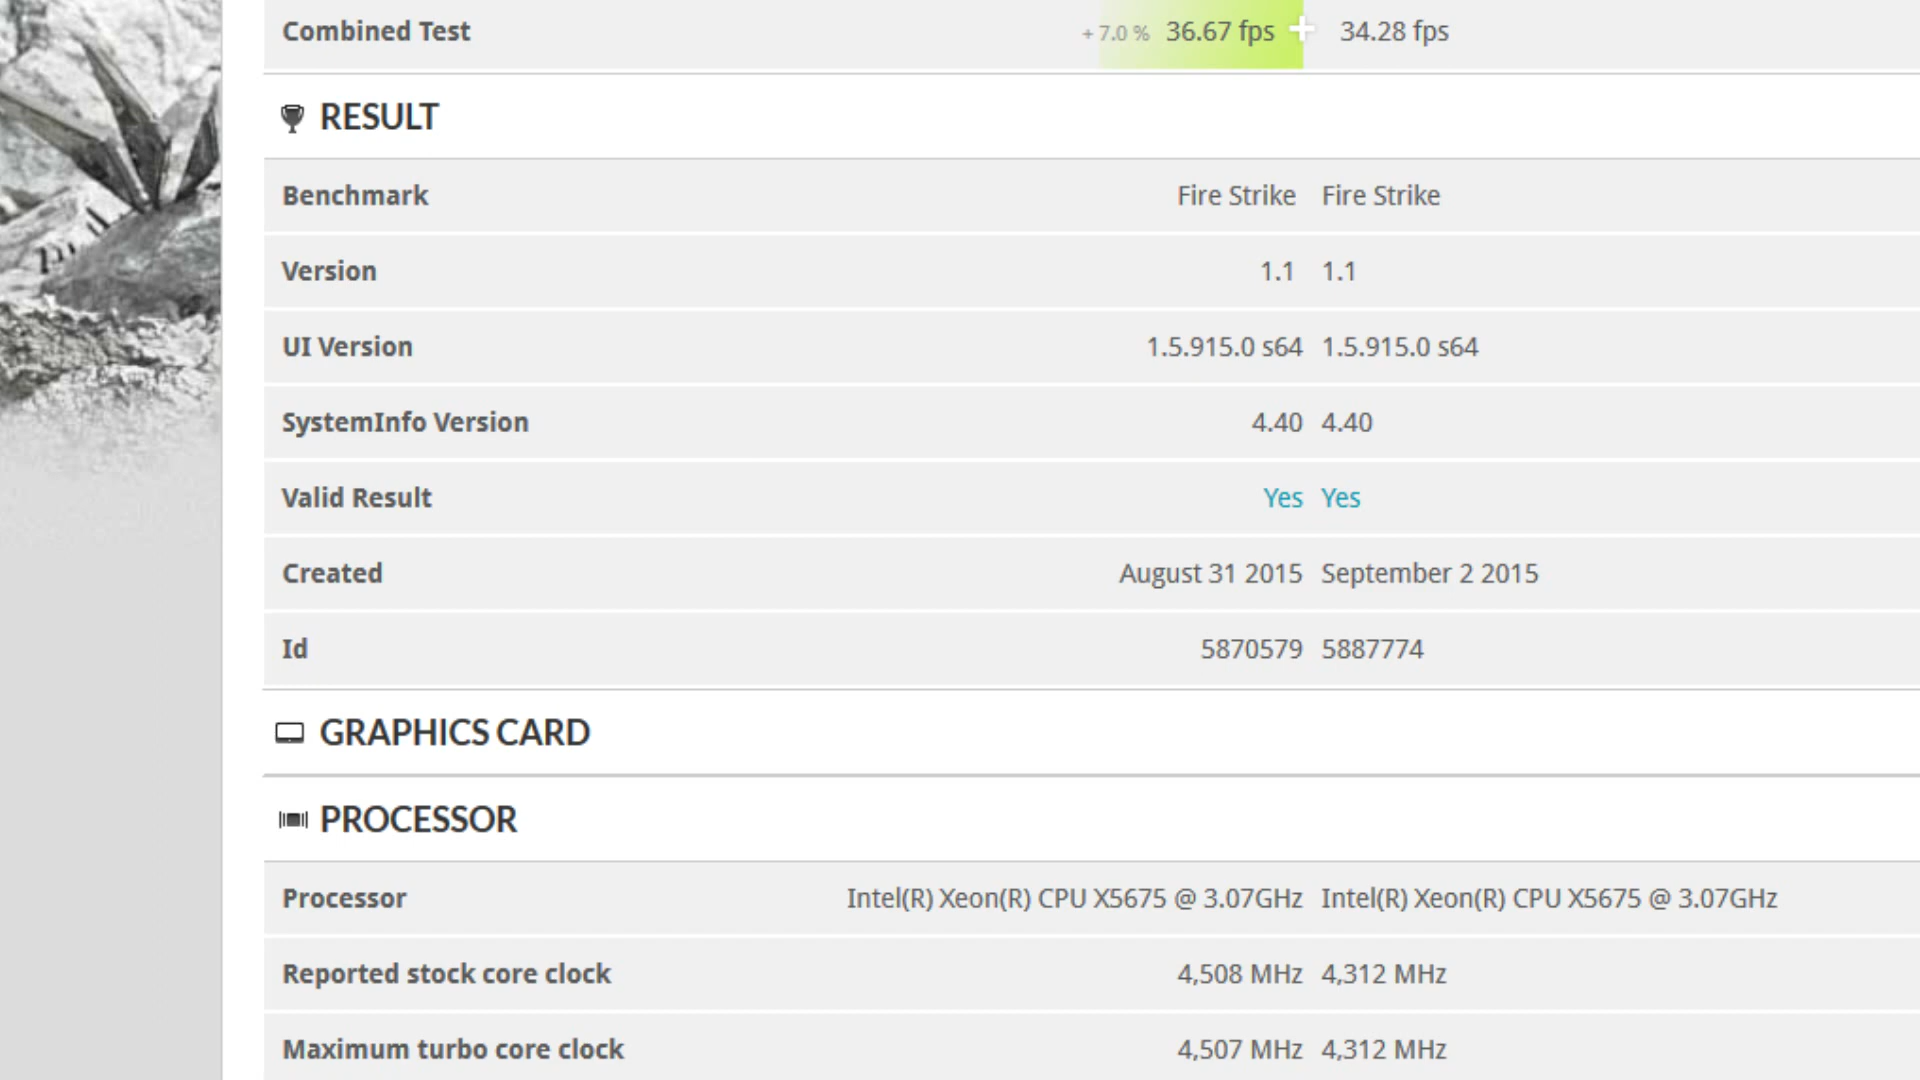 Combined Test + 7.0 % 36.67 fps 34.28 fps
RESULT
Benchmark Fire Strike Fire Strike
Version 1.1 1.1
UI Version 1.5.915.0 s64 1.5.915.0 s64
SystemInfo Version 4.40 4.40
Valid Result Yes Yes
Created August 31 2015 September 2 2015
Id 5870579 5887774
GRAPHICS CARD
PROCESSOR
Processor Intel(R) Xeon(R) CPU X5675 @ 3.07GHz Intel(R) Xeon(R) CPU X5675 @ 3.07GHz
Reported stock core clock 4,508 MHz 4,312 MHz
Maximum turbo core clock 4,507 MHz 4,312 MHz